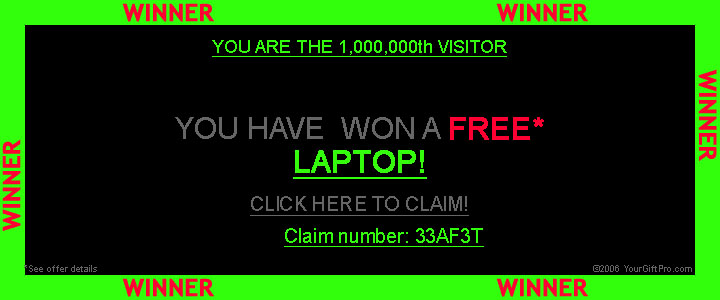 WINNER WINNER
YOU ARE THE 1,000,000th VISITOR
WINNER
YOU HAVE WON A FREE*
LAPTOP!
WINNER
CLICK HERE TO CLAIM!
Claim number: 33AF3T
*See offer details ©2006 YourGiftPro.com
WINNER WINNER